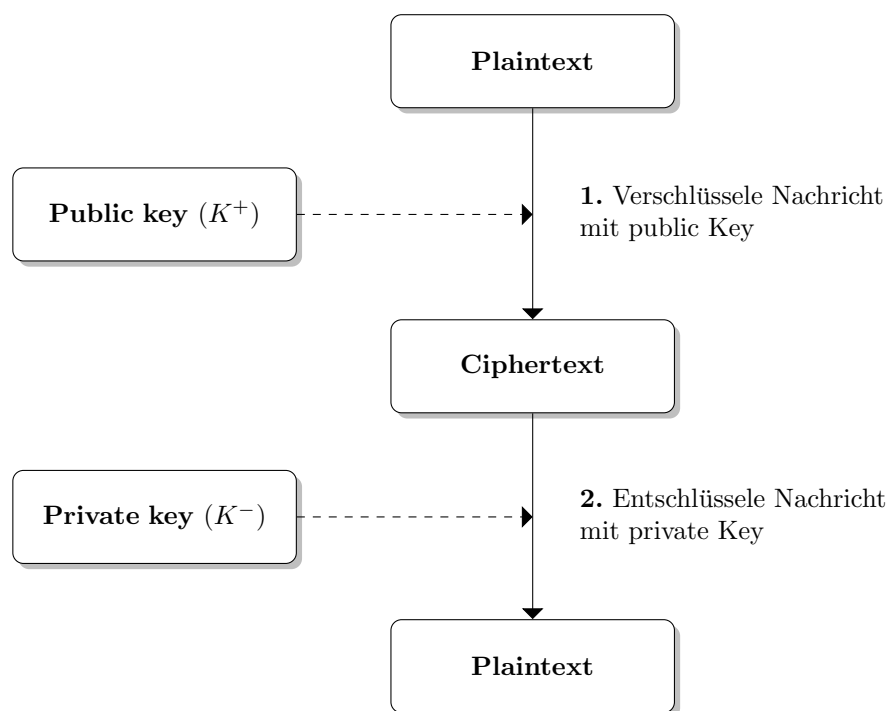 Plaintext
Public key (K⁺)
1. Verschlüssele Nachricht
mit public Key
Ciphertext
Private key (K⁻)
2. Entschlüssele Nachricht
mit private Key
Plaintext